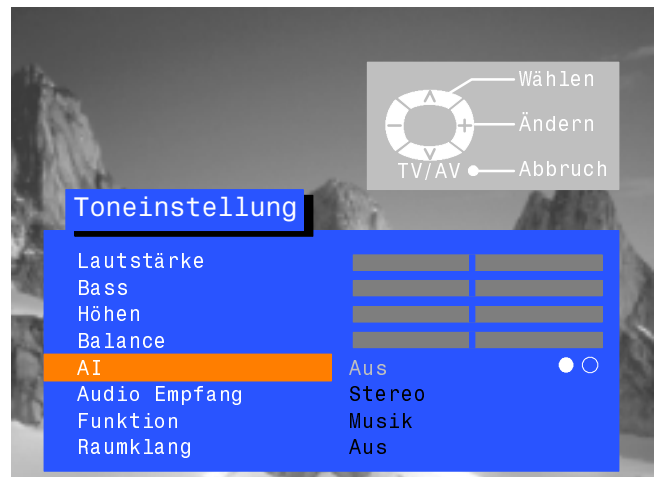 Wählen
Ändern
TV/AV Abbruch
Toneinstellung
Lautstärke
Bass
Höhen
Balance
AI Aus
Audio Empfang Stereo
Funktion Musik
Raumklang Aus